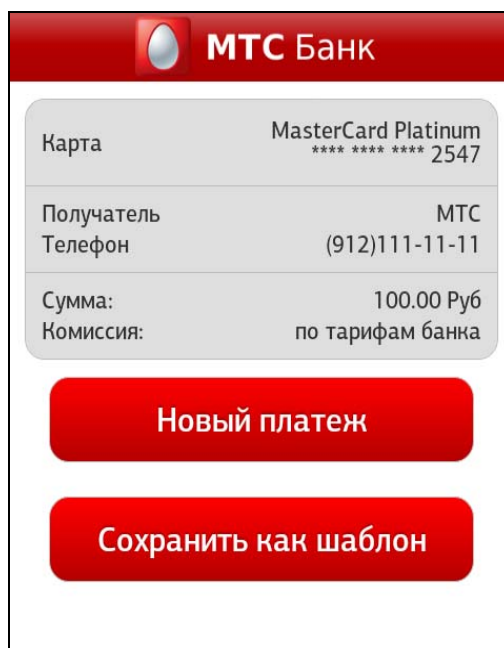 МТС Банк
Карта MasterCard Platinum
**** **** **** 2547
Получатель МТС
Телефон (912)111-11-11
Сумма: 100.00 Руб
Комиссия: по тарифам банка
Новый платеж
Сохранить как шаблон